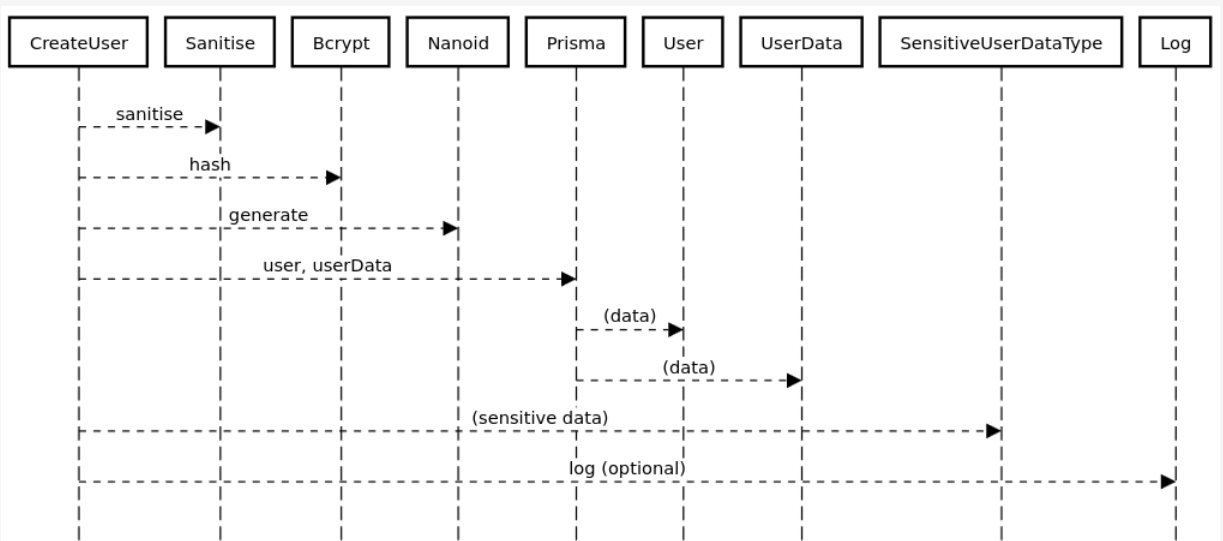 CreateUser Sanitise Bcrypt Nanoid Prisma User UserData SensitiveUserDataType Log
sanitise
hash
generate
user, userData
(data)
(data)
(sensitive data)
log (optional)